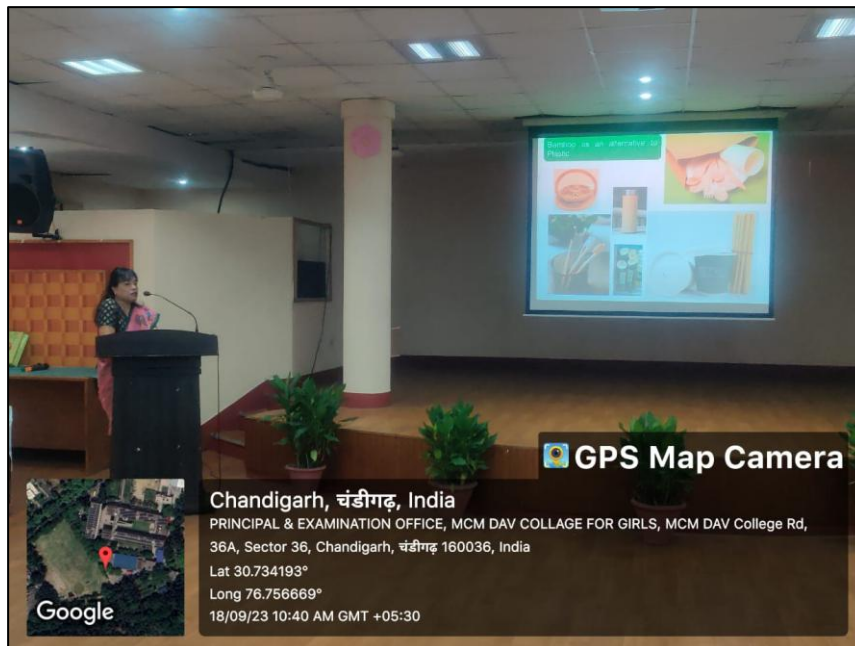 Bamboo as an alternative to
Plastic
GPS Map Camera
Chandigarh, चंडीगढ़, India
PRINCIPAL & EXAMINATION OFFICE, MCM DAV COLLAGE FOR GIRLS, MCM DAV College Rd,
36A, Sector 36, Chandigarh, चंडीगढ़ 160036, India
Lat 30.734193°
Long 76.756669°
18/09/23 10:40 AM GMT +05:30
Google